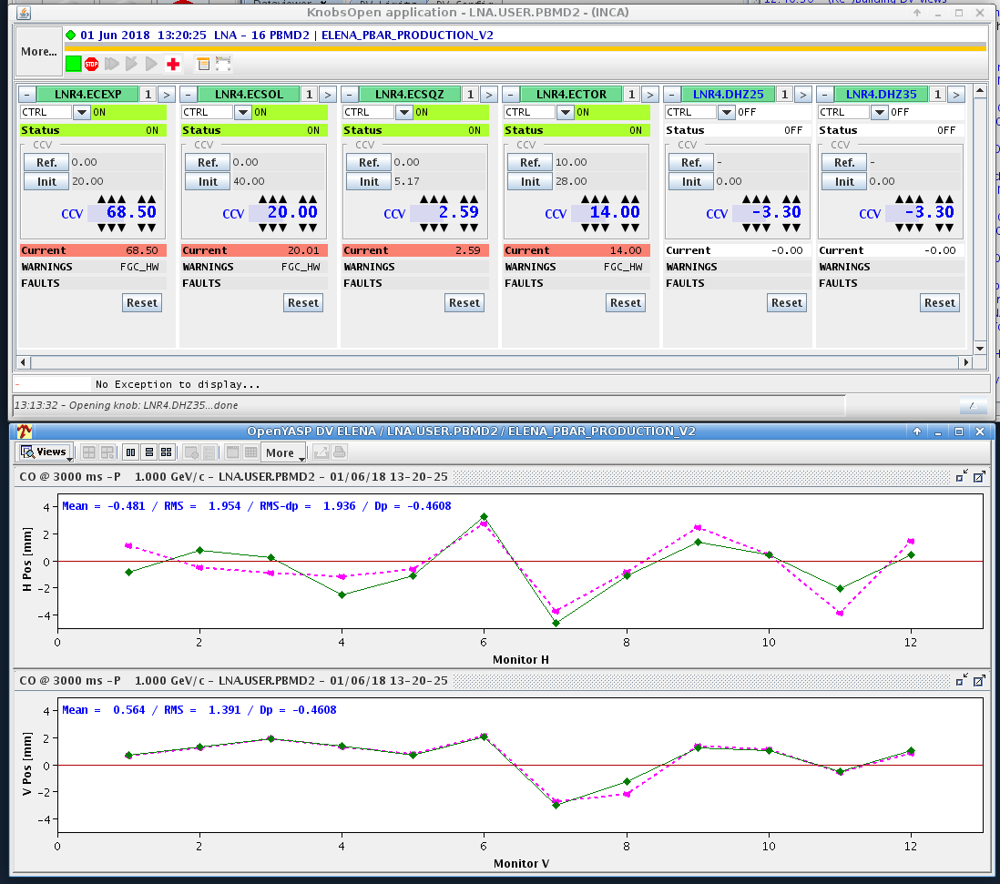 KnobsOpen application - LNA.USER.PBMD2 - (INCA)
More...
01 Jun 2018 13:20:25 LNA - 16 PBMD2 | ELENA_PBAR_PRODUCTION_V2
STOP
- LNR4.ECEXP 1 > - LNR4.ECSOL 1 > - LNR4.ECSQZ 1 > - LNR4.ECTOR 1 > - LNR4.DHZ25 1 > - LNR4.DHZ35 1 >
CTRL ON CTRL ON CTRL ON CTRL ON CTRL OFF CTRL OFF
Status ON Status ON Status ON Status ON Status OFF Status OFF
CCV CCV CCV CCV CCV CCV
Ref. 0.00 Ref. 0.00 Ref. 0.00 Ref. 10.00 Ref. - Ref. -
Init 20.00 Init 40.00 Init 5.17 Init 28.00 Init 0.00 Init 0.00
CCV 68.50 CCV 20.00 CCV 2.59 CCV 14.00 CCV -3.30 CCV -3.30
Current 68.50 Current 20.01 Current 2.59 Current 14.00 Current -0.00 Current -0.00
WARNINGS FGC_HW WARNINGS FGC_HW WARNINGS WARNINGS FGC_HW WARNINGS WARNINGS
FAULTS FAULTS FAULTS FAULTS FAULTS FAULTS
Reset Reset Reset Reset Reset Reset
- No Exception to display...
13:13:32 - Opening knob: LNR4.DHZ35...done
OpenYASP DV ELENA / LNA.USER.PBMD2 / ELENA_PBAR_PRODUCTION_V2
Views More
CO @ 3000 ms -P 1.000 GeV/c - LNA.USER.PBMD2 - 01/06/18 13-20-25
Mean = -0.481 / RMS = 1.954 / RMS-dp = 1.936 / Dp = -0.4608
H Pos [mm]
4
2
0
-2
-4
0 2 4 6 8 10 12
Monitor H
CO @ 3000 ms -P 1.000 GeV/c - LNA.USER.PBMD2 - 01/06/18 13-20-25
Mean = 0.564 / RMS = 1.391 / Dp = -0.4608
V Pos [mm]
4
2
0
-2
-4
0 2 4 6 8 10 12
Monitor V